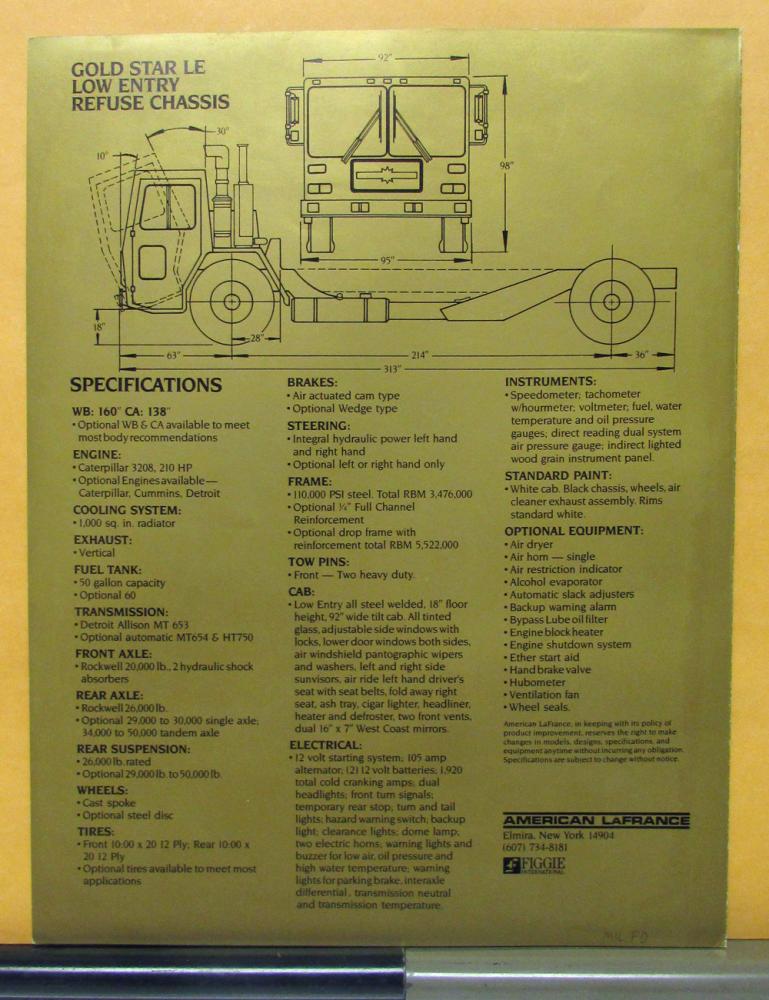 GOLD STAR LE
LOW ENTRY
REFUSE CHASSIS
92"
30°
10°
98"
95"
18"
28"
63"
214"
36"
313"
SPECIFICATIONS
WB: 160" CA: 138"
• Optional WB & CA available to meet
most body recommendations
ENGINE:
• Caterpillar 3208, 210 HP
• Optional Engines available—
Caterpillar, Cummins, Detroit
COOLING SYSTEM:
• 1,000 sq. in. radiator
EXHAUST:
• Vertical
FUEL TANK:
• 50 gallon capacity
• Optional 60
TRANSMISSION:
• Detroit Allison MT 653
• Optional automatic MT654 & HT750
FRONT AXLE:
• Rockwell 20,000 lb., 2 hydraulic shock
absorbers
REAR AXLE:
• Rockwell 26,000 lb.
• Optional 29,000 to 30,000 single axle;
34,000 to 50,000 tandem axle
REAR SUSPENSION:
• 26,000 lb. rated
• Optional 29,000 lb. to 50,000 lb.
WHEELS:
• Cast spoke
• Optional steel disc
TIRES:
• Front 10:00 x 20 12 Ply; Rear 10:00 x
20 12 Ply
• Optional tires available to meet most
applications
BRAKES:
• Air actuated cam type
• Optional Wedge type
STEERING:
• Integral hydraulic power left hand
and right hand
• Optional left or right hand only
FRAME:
• 110,000 PSI steel. Total RBM 3,476,000
• Optional ¼" Full Channel
Reinforcement
• Optional drop frame with
reinforcement total RBM 5,522,000
TOW PINS:
• Front — Two heavy duty.
CAB:
• Low Entry all steel welded, 18" floor
height, 92" wide tilt cab. All tinted
glass, adjustable side windows with
locks, lower door windows both sides,
air windshield pantographic wipers
and washers, left and right side
sunvisors, air ride left hand driver's
seat with seat belts, fold away right
seat, ash tray, cigar lighter, headliner,
heater and defroster, two front vents,
dual 16" x 7" West Coast mirrors.
ELECTRICAL:
• 12 volt starting system; 105 amp
alternator; (2) 12 volt batteries; 1,920
total cold cranking amps; dual
headlights; front turn signals;
temporary rear stop, turn and tail
lights; hazard warning switch; backup
light; clearance lights; dome lamp;
two electric horns; warning lights and
buzzer for low air, oil pressure and
high water temperature; warning
lights for parking brake, interaxle
differential, transmission neutral
and transmission temperature.
INSTRUMENTS:
• Speedometer; tachometer
w/hourmeter; voltmeter; fuel, water
temperature and oil pressure
gauges; direct reading dual system
air pressure gauge; indirect lighted
wood grain instrument panel.
STANDARD PAINT:
• White cab. Black chassis, wheels, air
cleaner exhaust assembly. Rims
standard white.
OPTIONAL EQUIPMENT:
• Air dryer
• Air horn — single
• Air restriction indicator
• Alcohol evaporator
• Automatic slack adjusters
• Backup warning alarm
• Bypass Lube oil filter
• Engine block heater
• Engine shutdown system
• Ether start aid
• Hand brake valve
• Hubometer
• Ventilation fan
• Wheel seals.
American LaFrance, in keeping with its policy of
product improvement, reserves the right to make
changes in models, designs, specifications, and
equipment anytime without incurring any obligation.
Specifications are subject to change without notice.
AMERICAN LAFRANCE
Elmira, New York 14904
(607) 734-8181
FIGGIE
INTERNATIONAL